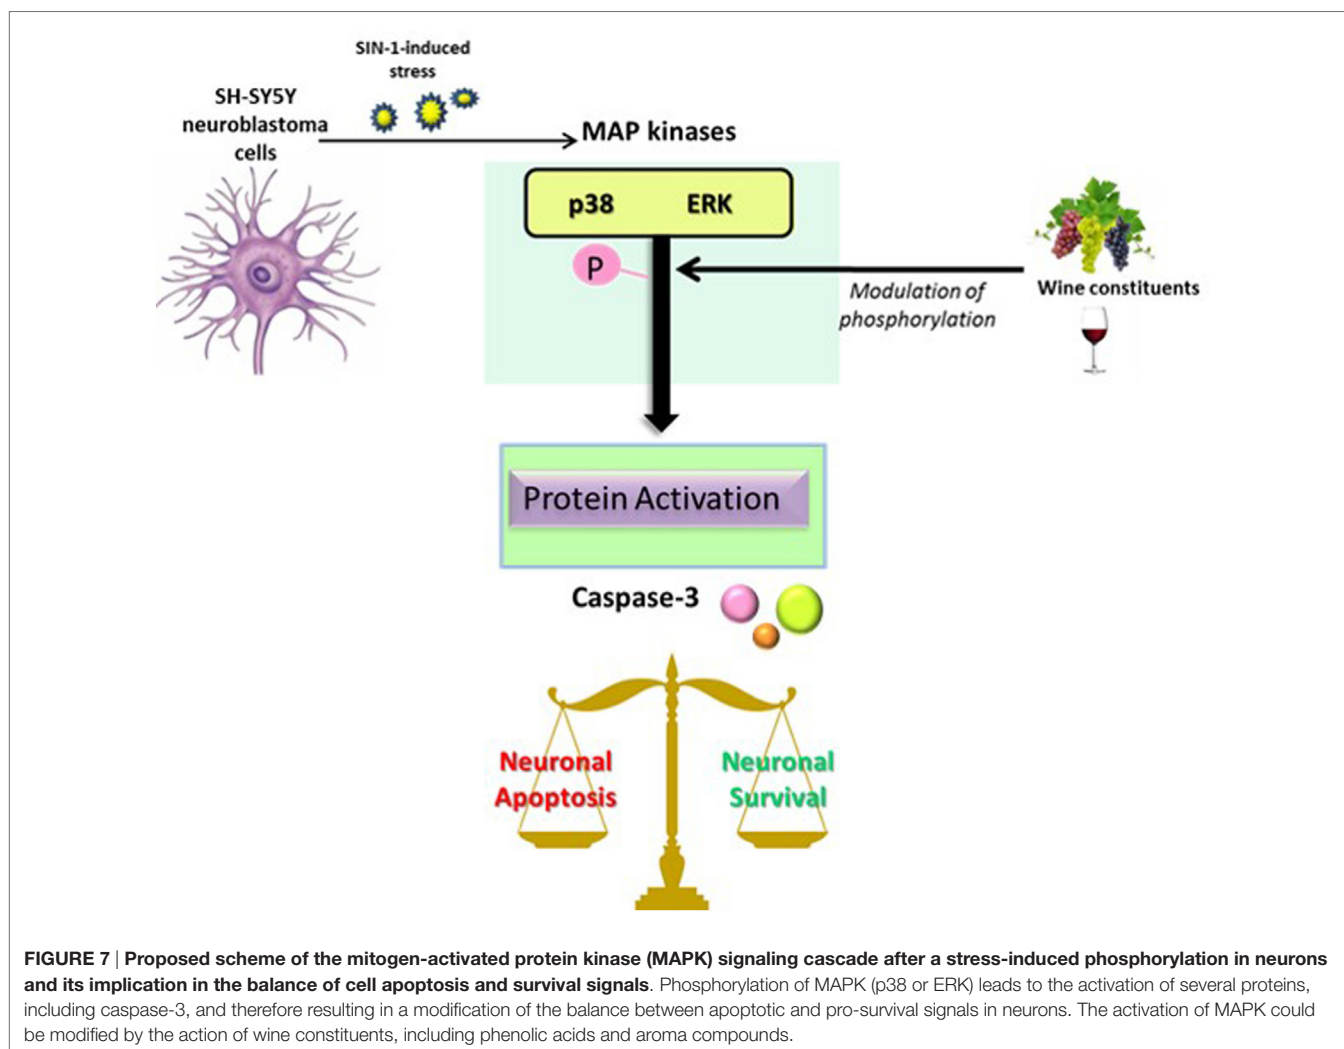 SIN-1-induced
stress
SH-SY5Y
neuroblastoma
cells
MAP kinases
p38 ERK
P
Modulation of
phosphorylation
Wine constituents
Protein Activation
Caspase-3
Neuronal
Apoptosis
Neuronal
Survival
FIGURE 7 | Proposed scheme of the mitogen-activated protein kinase (MAPK) signaling cascade after a stress-induced phosphorylation in neurons
and its implication in the balance of cell apoptosis and survival signals. Phosphorylation of MAPK (p38 or ERK) leads to the activation of several proteins,
including caspase-3, and therefore resulting in a modification of the balance between apoptotic and pro-survival signals in neurons. The activation of MAPK could
be modified by the action of wine constituents, including phenolic acids and aroma compounds.